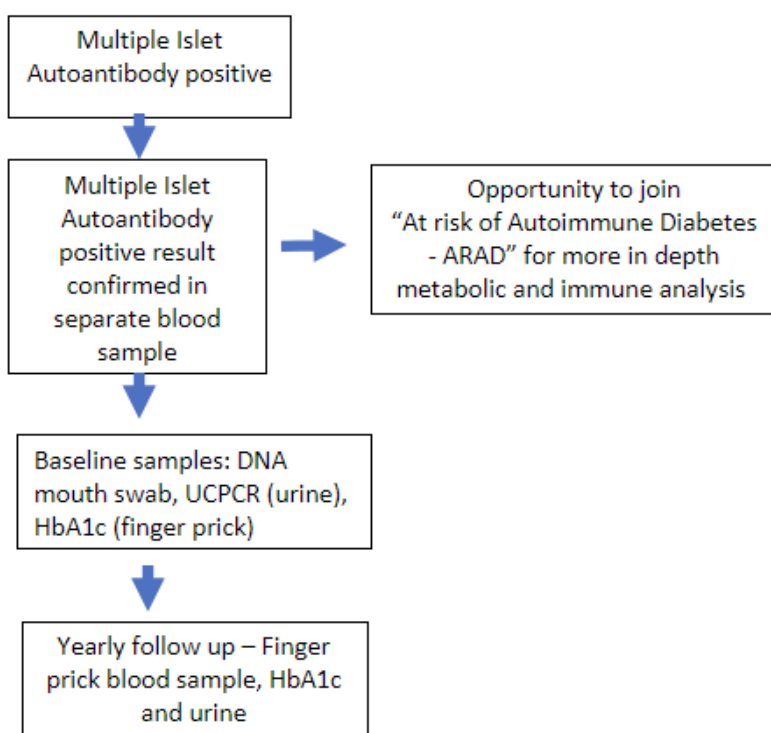 Multiple Islet
Autoantibody positive
Multiple Islet
Autoantibody
positive result
confirmed in
separate blood
sample
Opportunity to join
“At risk of Autoimmune Diabetes
- ARAD” for more in depth
metabolic and immune analysis
Baseline samples: DNA
mouth swab, UCPCR (urine),
HbA1c (finger prick)
Yearly follow up – Finger
prick blood sample, HbA1c
and urine